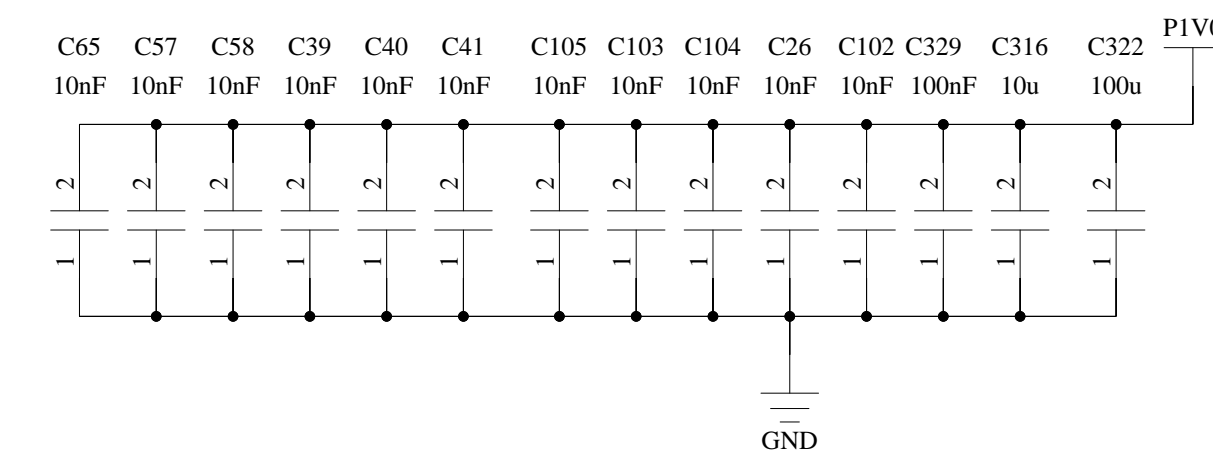 P1V0
C65 C57 C58 C39 C40 C41 C105 C103 C104 C26 C102 C329 C316 C322
10nF 10nF 10nF 10nF 10nF 10nF 10nF 10nF 10nF 10nF 10nF 100nF 10u 100u
2 2 2 2 2 2 2 2 2 2 2 2 2 2
1 1 1 1 1 1 1 1 1 1 1 1 1 1
GND